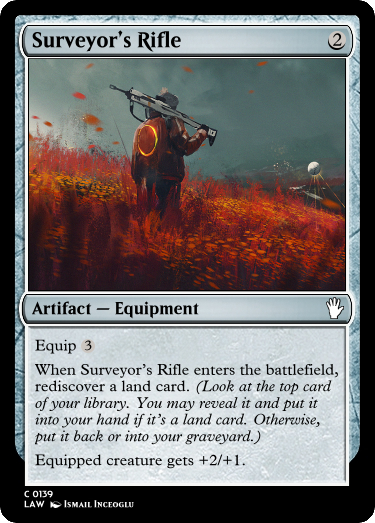 Surveyor's Rifle 2
Artifact — Equipment
Equip 3
When Surveyor's Rifle enters the battlefield,
rediscover a land card. (Look at the top card
of your library. You may reveal it and put it
into your hand if it's a land card. Otherwise,
put it back or into your graveyard.)
Equipped creature gets +2/+1.
C 0139
LAW Ismail Inceoglu